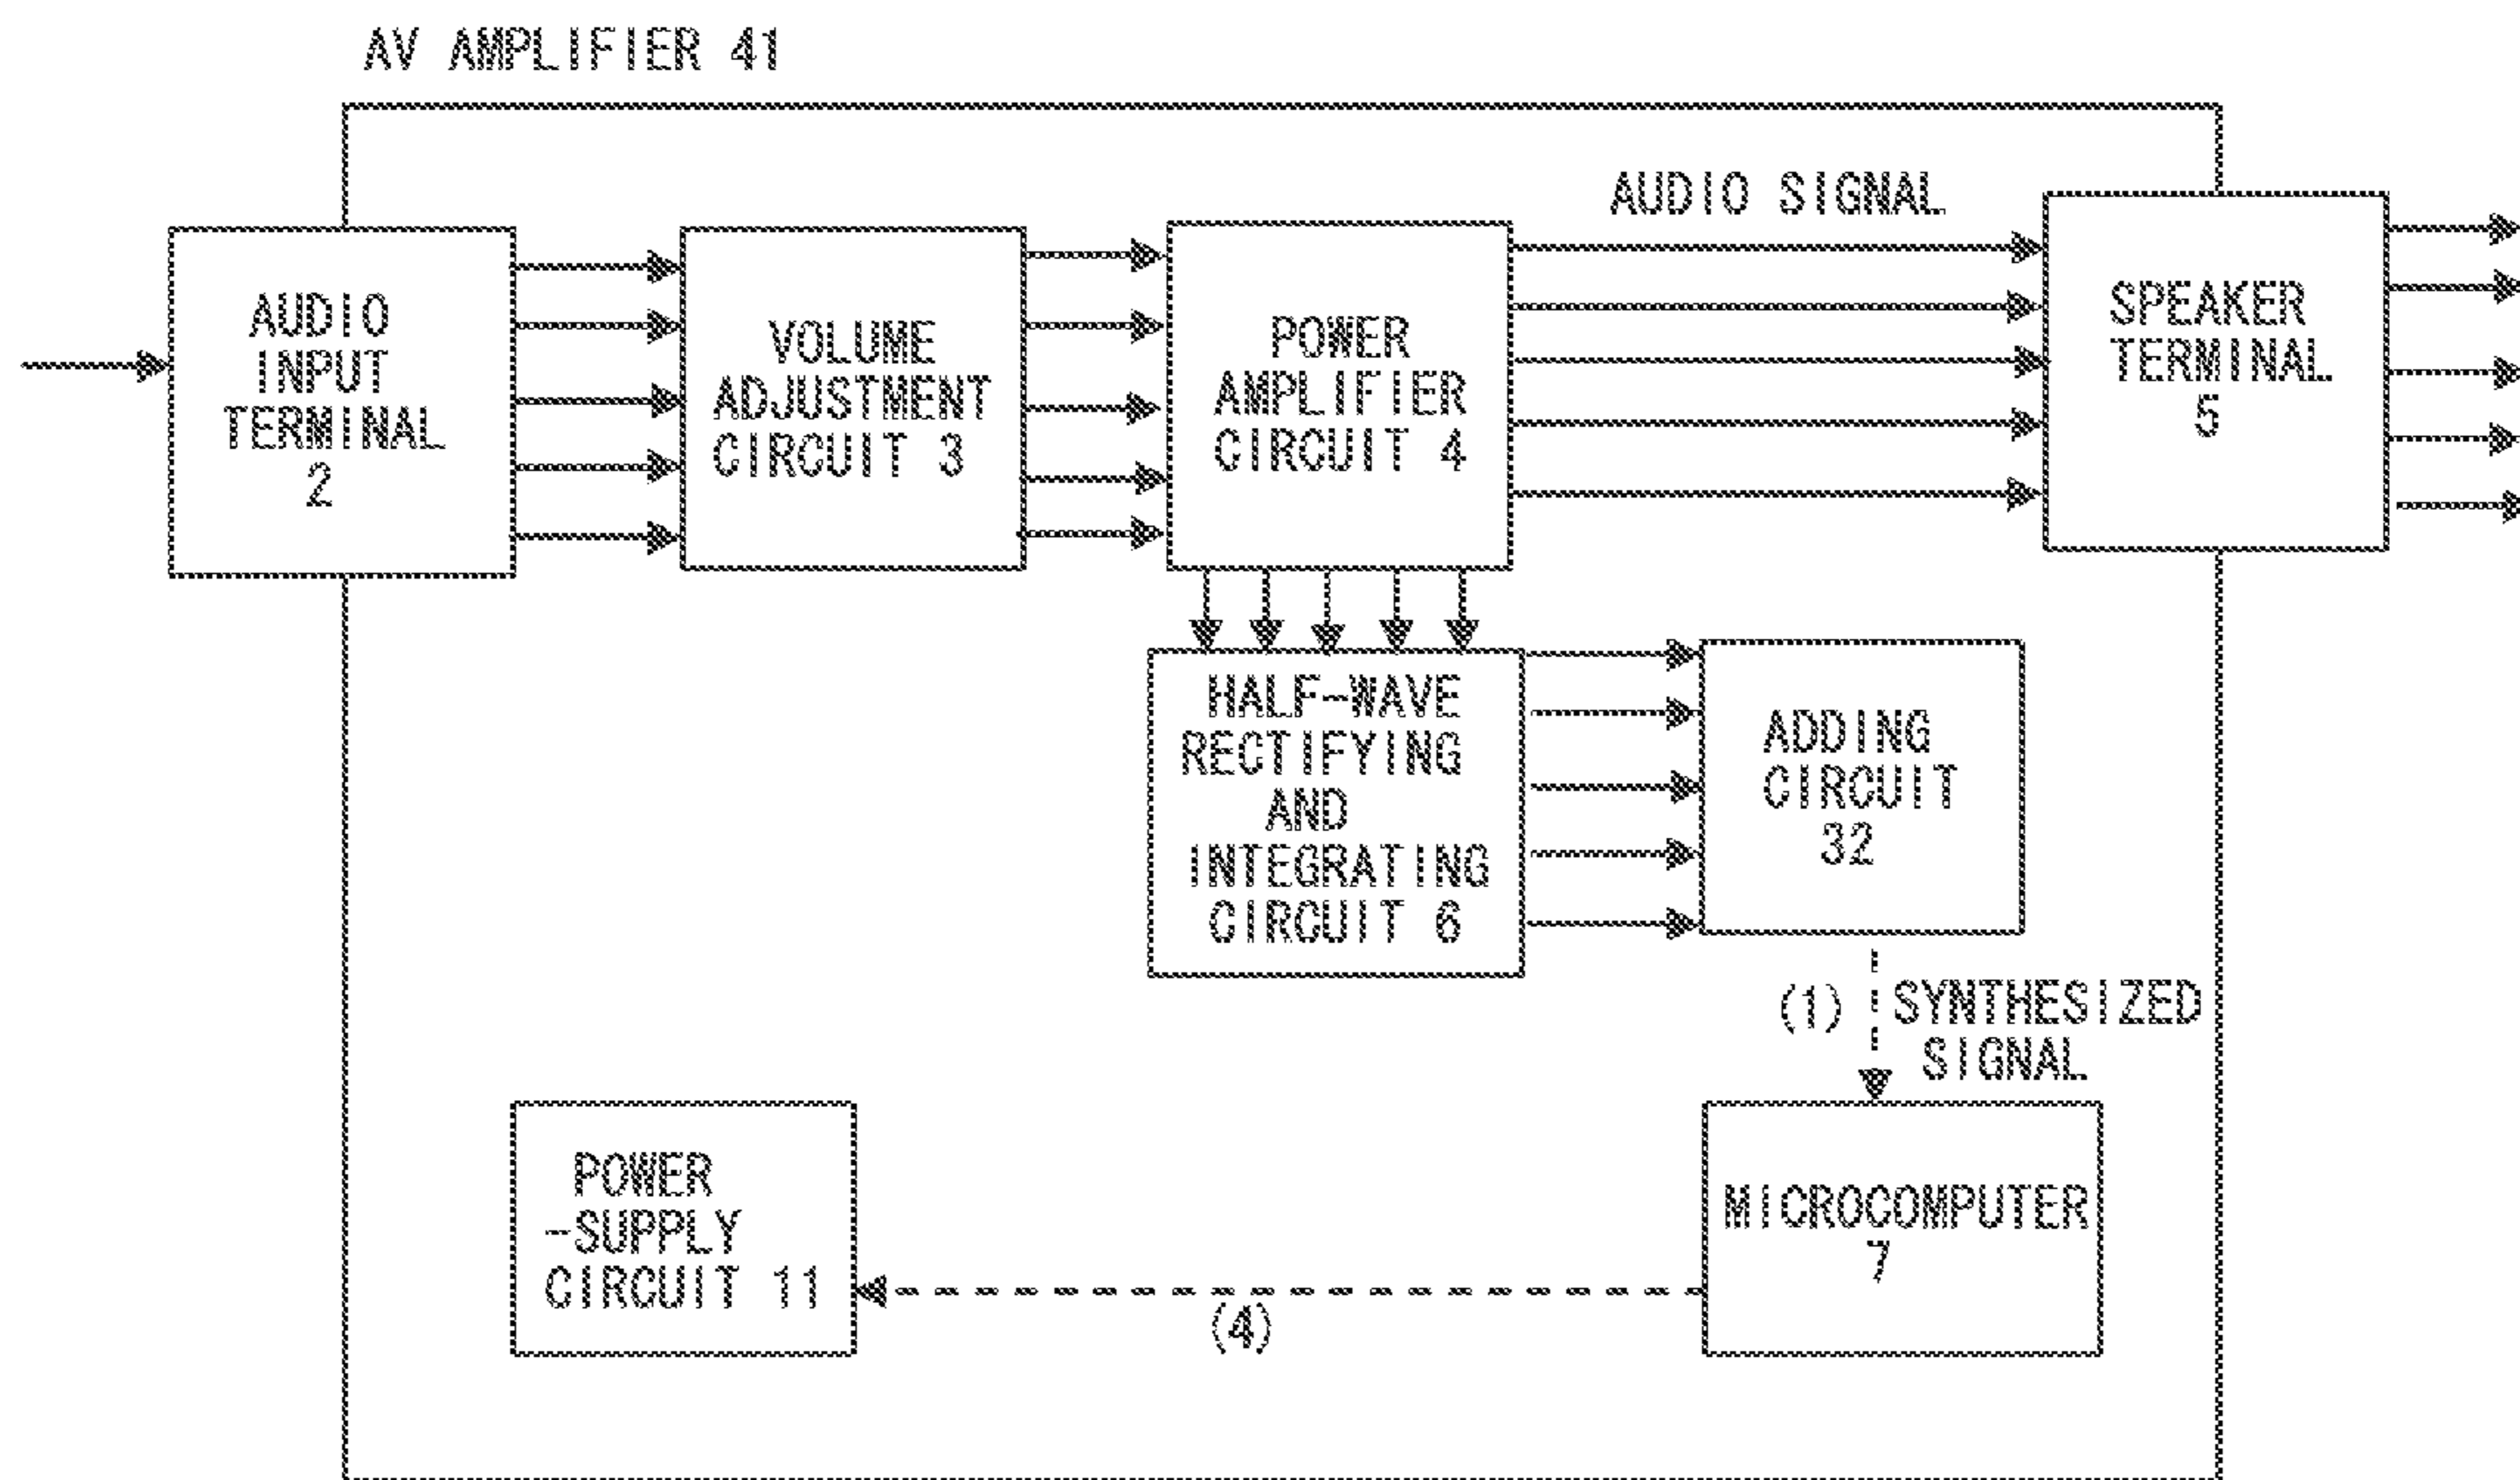 AV AMPLIFIER 41
AUDIO SIGNAL
AUDIO
INPUT
TERMINAL
2
VOLUME
ADJUSTMENT
CIRCUIT 3
POWER
AMPLIFIER
CIRCUIT 4
SPEAKER
TERMINAL
5
HALF-WAVE
RECTIFYING
AND
INTEGRATING
CIRCUIT 6
ADDING
CIRCUIT
32
(1)
SYNTHESIZED
SIGNAL
POWER
-SUPPLY
CIRCUIT 11
MICROCOMPUTER
7
(4)